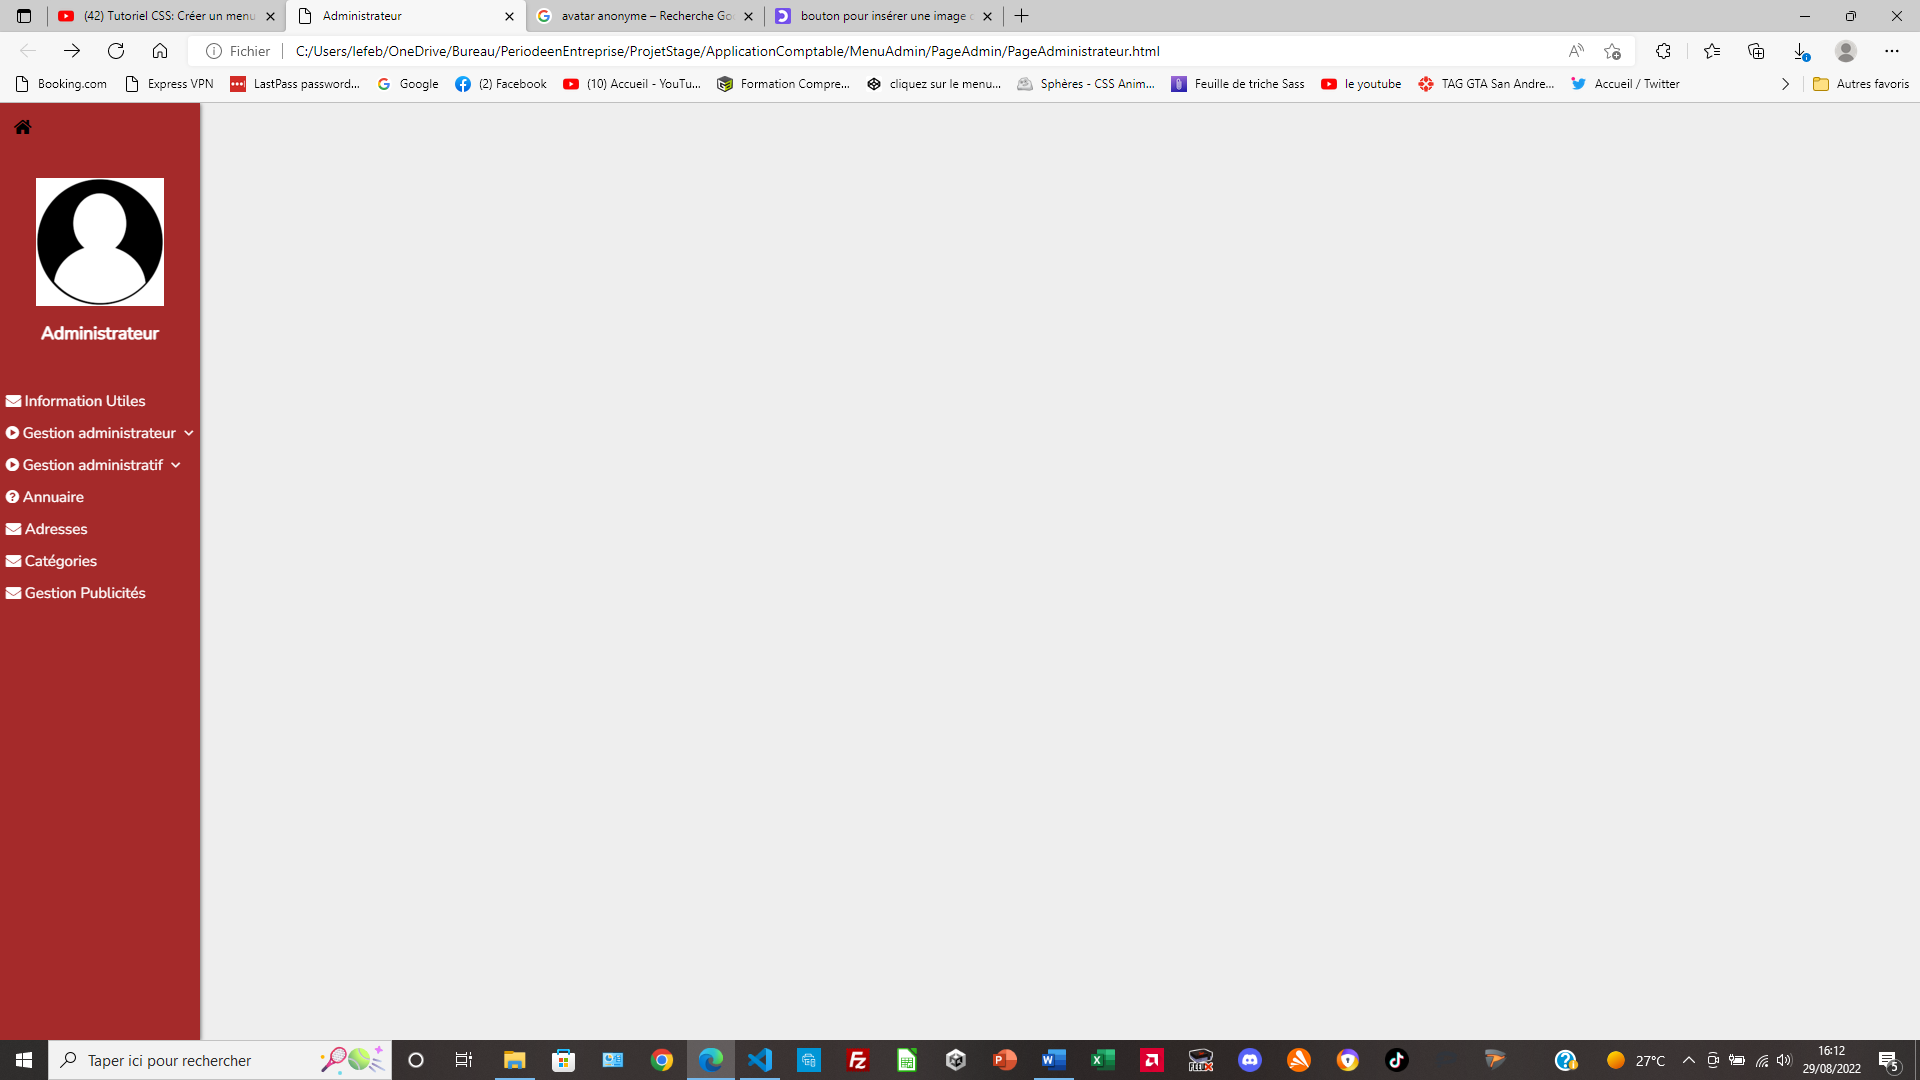 (42) Tutoriel CSS: Créer un menu
Administrateur
avatar anonyme – Recherche Go
bouton pour insérer une image
Fichier
C:/Users/lefeb/OneDrive/Bureau/PeriodeenEntreprise/ProjetStage/ApplicationComptable/MenuAdmin/PageAdmin/PageAdministrateur.html
Booking.com
Express VPN
LastPass password...
Google
(2) Facebook
(10) Accueil - YouTu...
Formation Compre...
cliquez sur le menu...
Sphères - CSS Anim...
Feuille de triche Sass
le youtube
TAG GTA San Andre...
Accueil / Twitter
Autres favoris
Administrateur
Information Utiles
Gestion administrateur
Gestion administratif
Annuaire
Adresses
Catégories
Gestion Publicités
Taper ici pour rechercher
27°C
16:12
29/08/2022
5